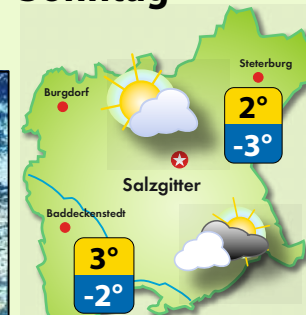 Sonntag
Steterburg
Burgdorf
2°
-3°
Salzgitter
Baddeckenstedt
3°
-2°